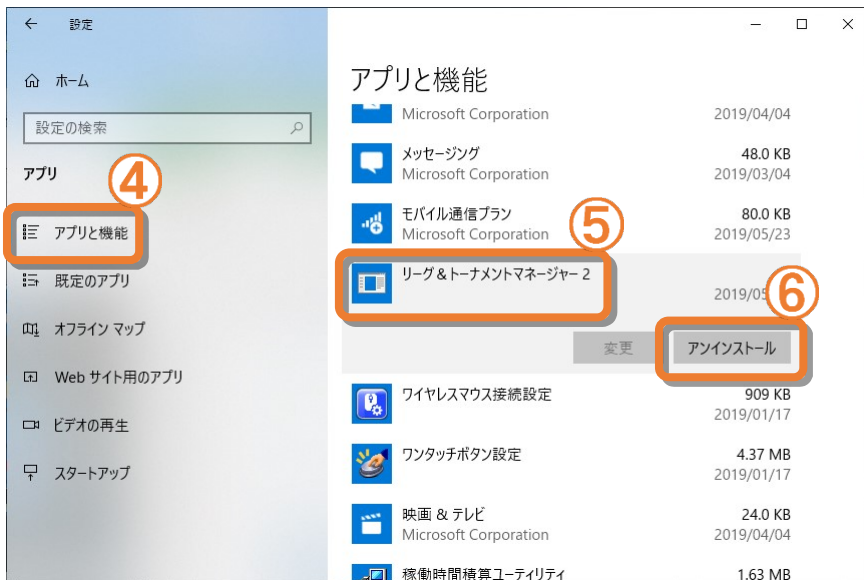 設定
ホーム
設定の検索
アプリ
④
アプリと機能
既定のアプリ
オフライン マップ
Web サイト用のアプリ
ビデオの再生
スタートアップ
アプリと機能
Microsoft Corporation 2019/04/04
メッセージング 48.0 KB
Microsoft Corporation 2019/03/04
モバイル通信プラン 80.0 KB
Microsoft Corporation 2019/05/23
⑤
リーグ&トーナメントマネージャー 2
2019/05
⑥
変更 アンインストール
ワイヤレスマウス接続設定 909 KB
2019/01/17
ワンタッチボタン設定 4.37 MB
2019/01/17
映画 & テレビ 24.0 KB
Microsoft Corporation 2019/04/04
稼働時間積算ユーティリティ 1.63 MB